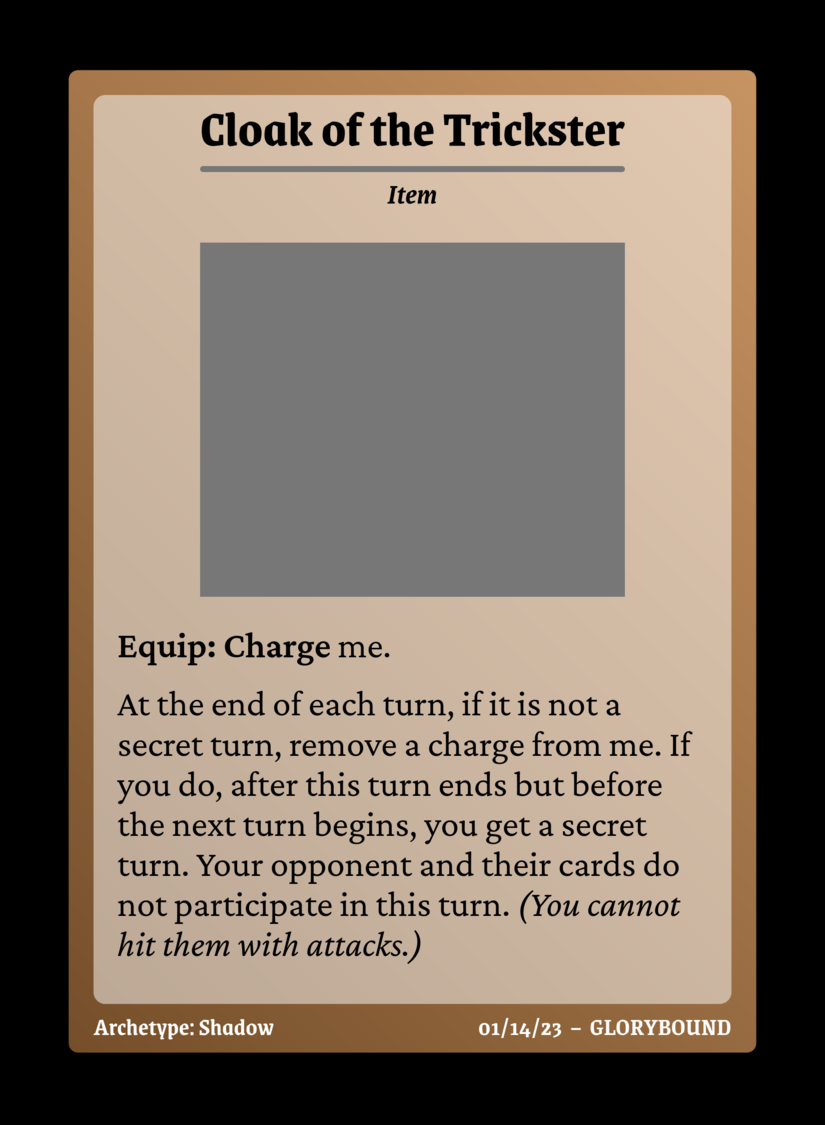 Cloak of the Trickster
Item
Equip: Charge me.
At the end of each turn, if it is not a
secret turn, remove a charge from me. If
you do, after this turn ends but before
the next turn begins, you get a secret
turn. Your opponent and their cards do
not participate in this turn. (You cannot
hit them with attacks.)
Archetype: Shadow
01/14/23 – GLORYBOUND